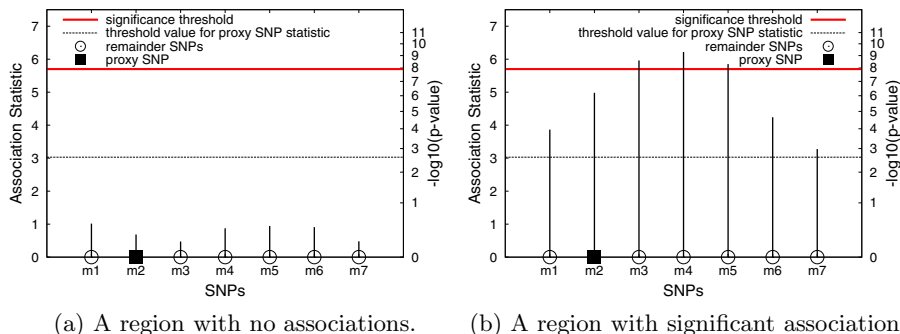 significance threshold
threshold value for proxy SNP statistic
remainder SNPs
proxy SNP
7
6
5
4
3
2
1
0
Association Statistic
11
10
9
8
7
6
5
4
3
2
1
0
-log10(p-value)
m1 m2 m3 m4 m5 m6 m7
SNPs
(a) A region with no associations.
significance threshold
threshold value for proxy SNP statistic
remainder SNPs
proxy SNP
7
6
5
4
3
2
1
0
Association Statistic
11
10
9
8
7
6
5
4
3
2
1
0
-log10(p-value)
m1 m2 m3 m4 m5 m6 m7
SNPs
(b) A region with significant association